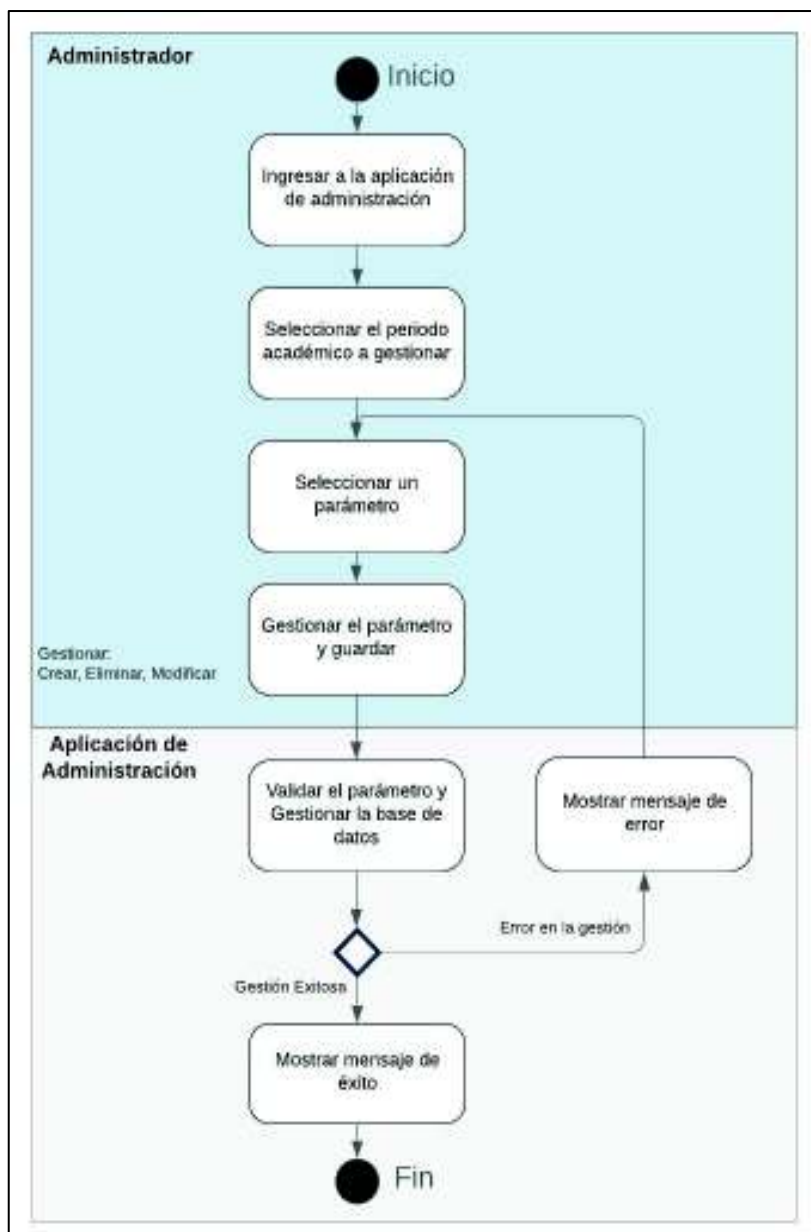 Administrador
Inicio
Ingresar a la aplicación
de administración
Seleccionar el periodo
académico a gestionar
Seleccionar un
parámetro
Gestionar el parámetro
y guardar
Gestionar:
Crear, Eliminar, Modificar
Aplicación de
Administración
Validar el parámetro y
Gestionar la base de
datos
Mostrar mensaje de
error
Error en la gestión
Gestión Exitosa
Mostrar mensaje de
éxito
Fin